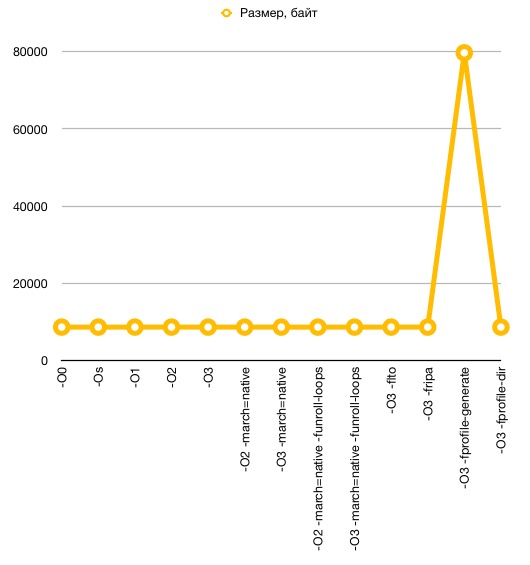 Размер, байт
80000
60000
40000
20000
0
-O0
-Os
-O1
-O2
-O3
-O2 -march=native
-O3 -march=native
-O2 -march=native -funroll-loops
-O3 -march=native -funroll-loops
-O3 -flto
-O3 -fripa
-O3 -fprofile-generate
-O3 -fprofile-dir